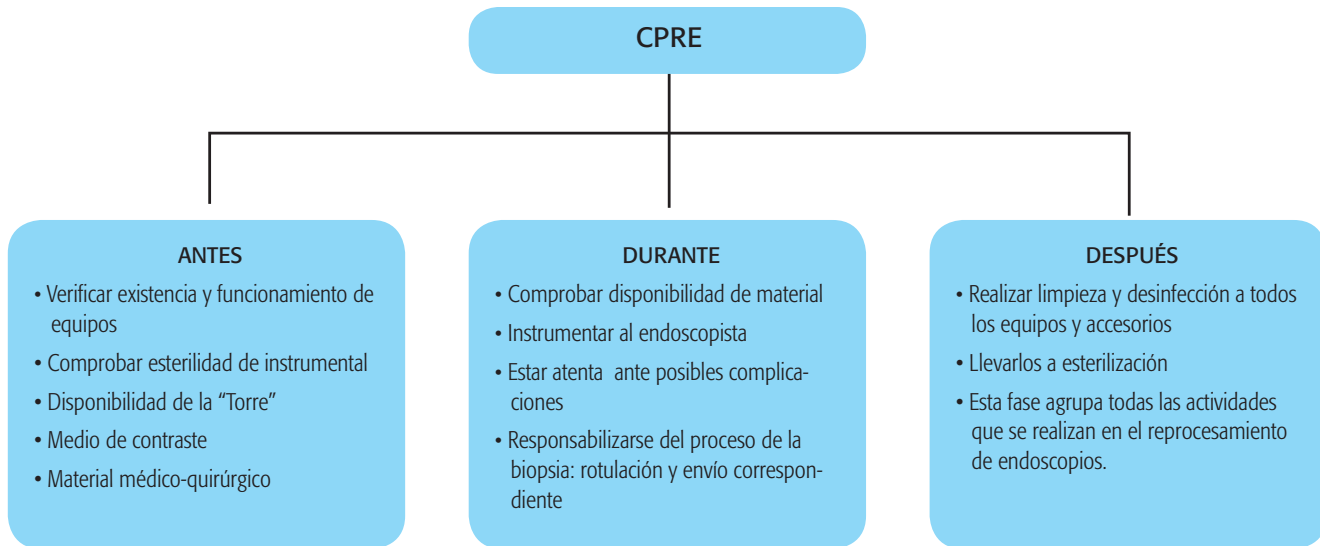 CPRE
ANTES
• Verificar existencia y funcionamiento de
equipos
• Comprobar esterilidad de instrumental
• Disponibilidad de la “Torre”
• Medio de contraste
• Material médico-quirúrgico
DURANTE
• Comprobar disponibilidad de material
• Instrumentar al endoscopista
• Estar atenta ante posibles complica-
ciones
• Responsabilizarse del proceso de la
biopsia: rotulación y envío correspon-
diente
DESPUÉS
• Realizar limpieza y desinfección a todos
los equipos y accesorios
• Llevarlos a esterilización
• Esta fase agrupa todas las actividades
que se realizan en el reprocesamiento
de endoscopios.